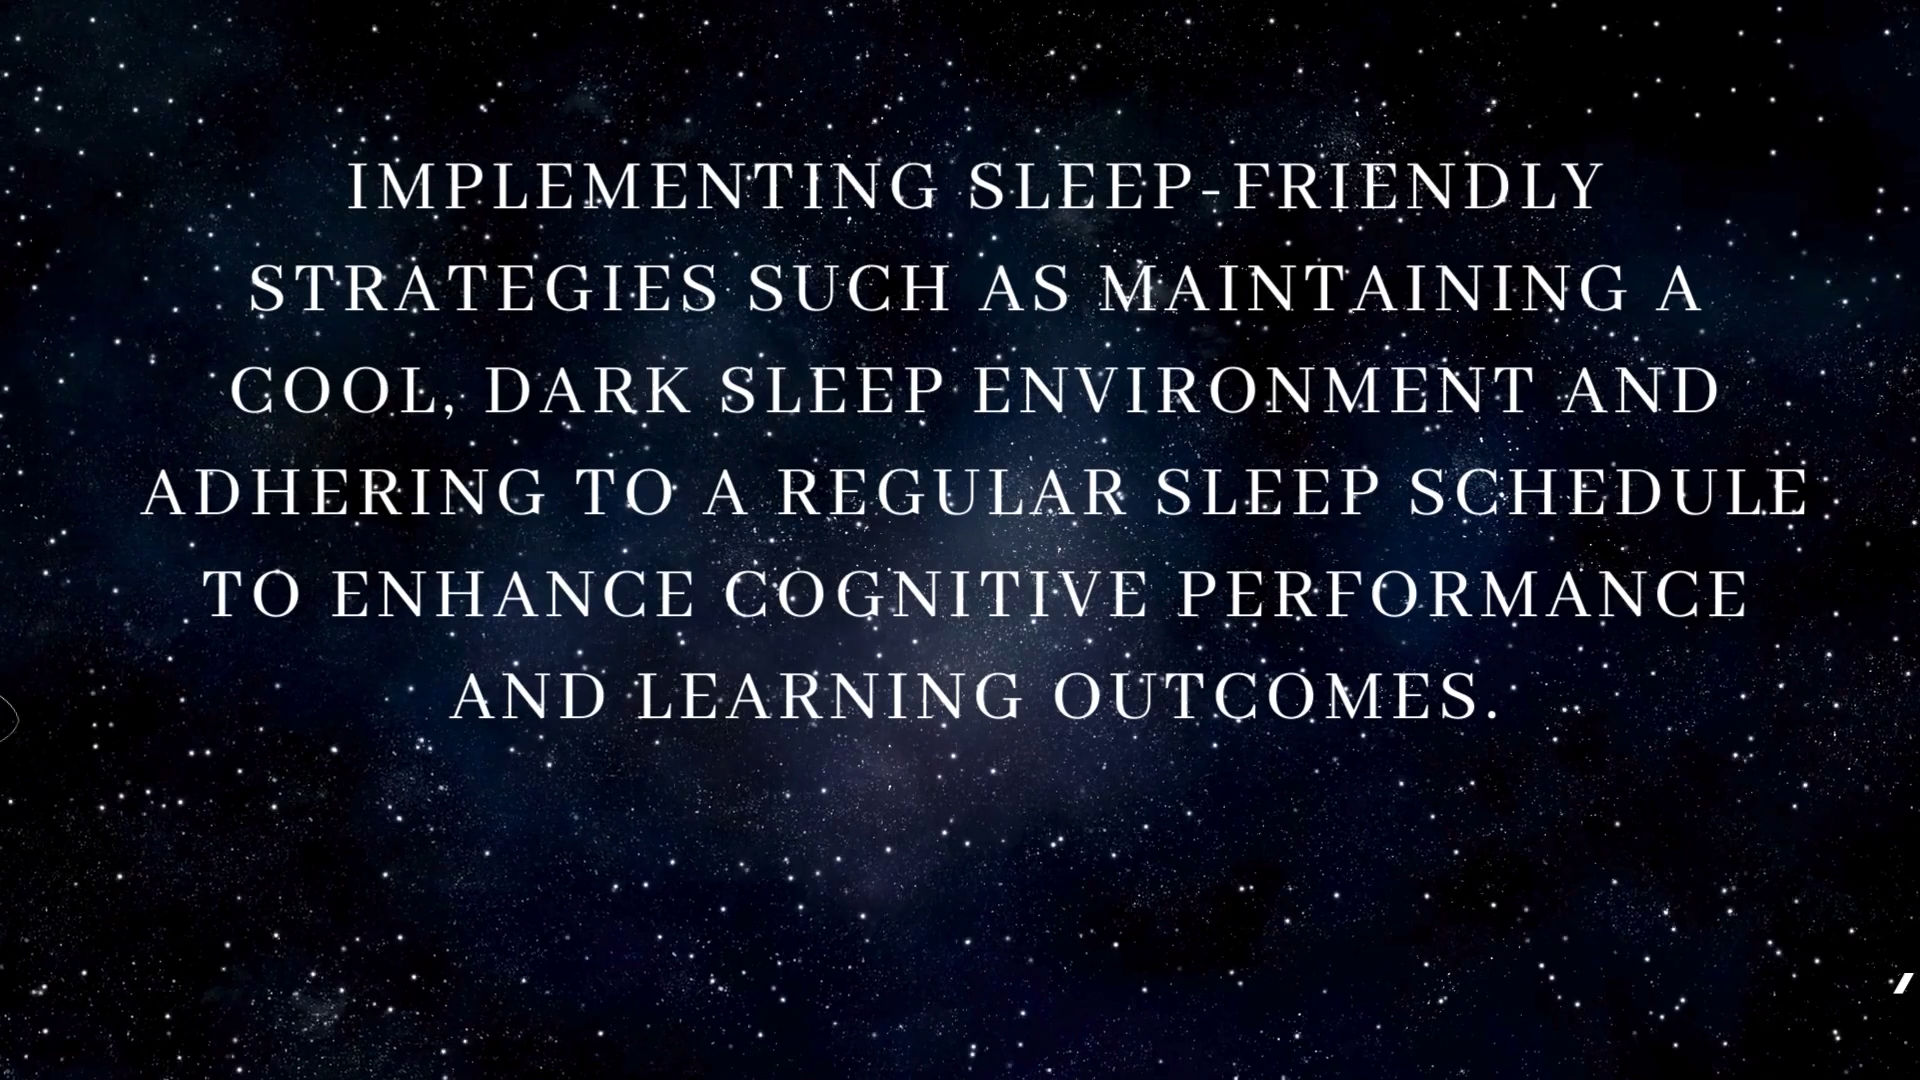 IMPLEMENTING SLEEP-FRIENDLY
STRATEGIES SUCH AS MAINTAINING A
COOL, DARK SLEEP ENVIRONMENT AND
ADHERING TO A REGULAR SLEEP SCHEDULE
TO ENHANCE COGNITIVE PERFORMANCE
AND LEARNING OUTCOMES.